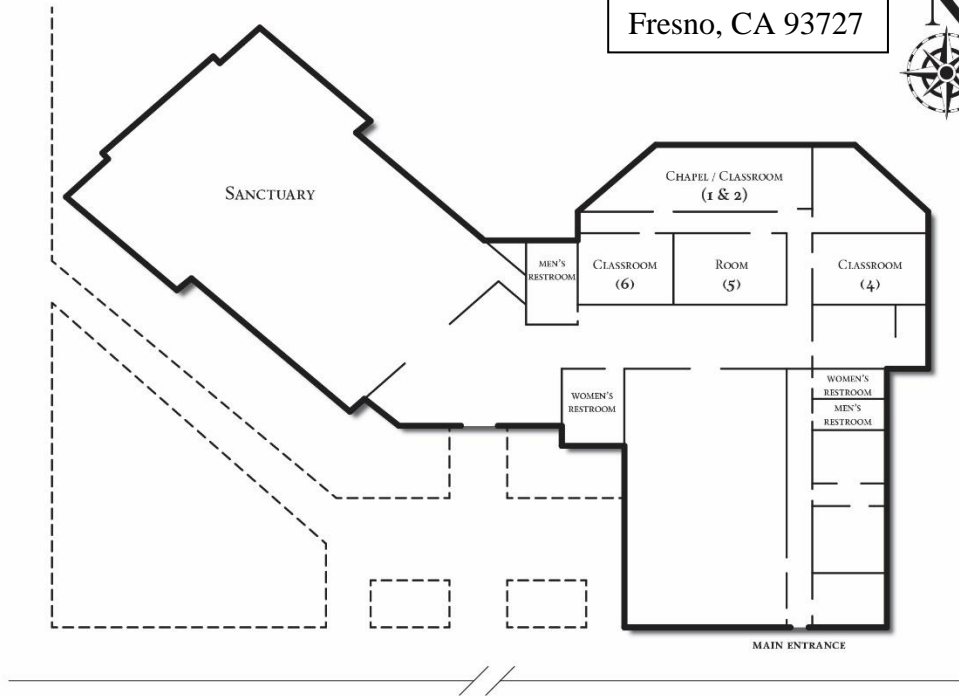 Fresno, CA 93727
N
SANCTUARY
CHAPEL / CLASSROOM
(1 & 2)
MEN'S
RESTROOM
CLASSROOM
(6)
ROOM
(5)
CLASSROOM
(4)
WOMEN'S
RESTROOM
WOMEN'S
RESTROOM
MEN'S
RESTROOM
MAIN ENTRANCE